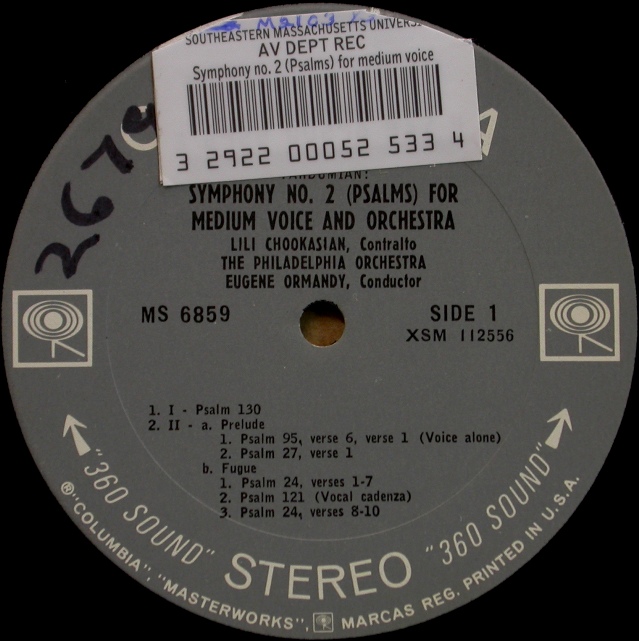 SOUTHEASTERN MASSACHUSETTS
AV DEPT REC
Symphony no. 2 (Psalms) for medium voice
3 2922 00052 533 4
2679
SYMPHONY NO. 2 (PSALMS) FOR
MEDIUM VOICE AND ORCHESTRA
LILI CHOOKASIAN, Contralto
THE PHILADELPHIA ORCHESTRA
EUGENE ORMANDY, Conductor
MS 6859
SIDE 1
XSM 112556
1. I - Psalm 130
2. II - a. Prelude
1. Psalm 95, verse 6, verse 1 (Voice alone)
2. Psalm 27, verse 1
b. Fugue
1. Psalm 24, verses 1-7
2. Psalm 121 (Vocal cadenza)
3. Psalm 24, verses 8-10
"360 SOUND" STEREO "360 SOUND"
® "COLUMBIA", "MASTERWORKS", MARCAS REG. PRINTED IN U.S.A.